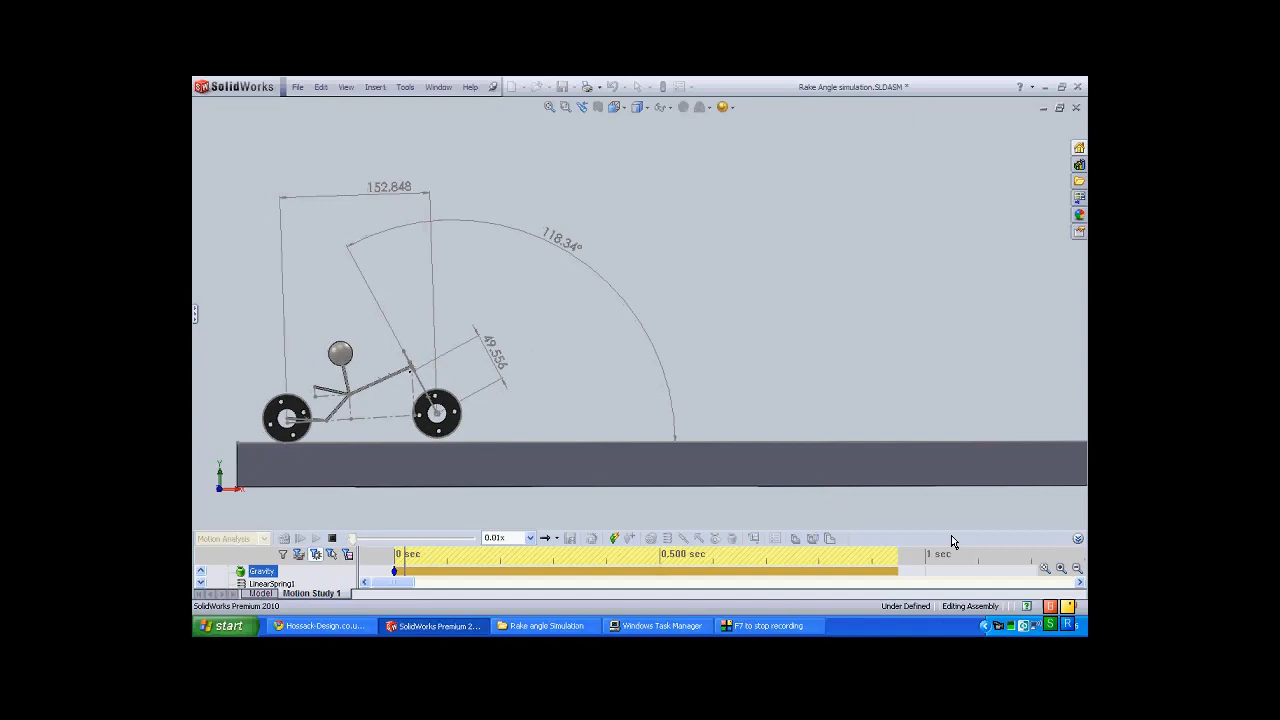 SolidWorks File Edit View Insert Tools Window Help Rake Angle simulation.SLDASM *
152.848
118.34°
49.556
Motion Analysis 0.01x
0 sec 0,500 sec 1 sec
Gravity
LinearSpring1
Model Motion Study 1
SolidWorks Premium 2010 Under Defined Editing Assembly
start Hossack-Design.co.u... SolidWorks Premium 2... Rake angle Simulation Windows Task Manager F7 to stop recording